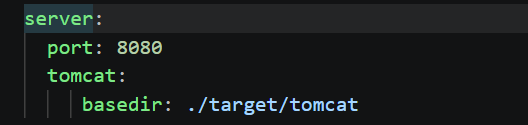 server:
  port: 8080
  tomcat:
    basedir: ./target/tomcat